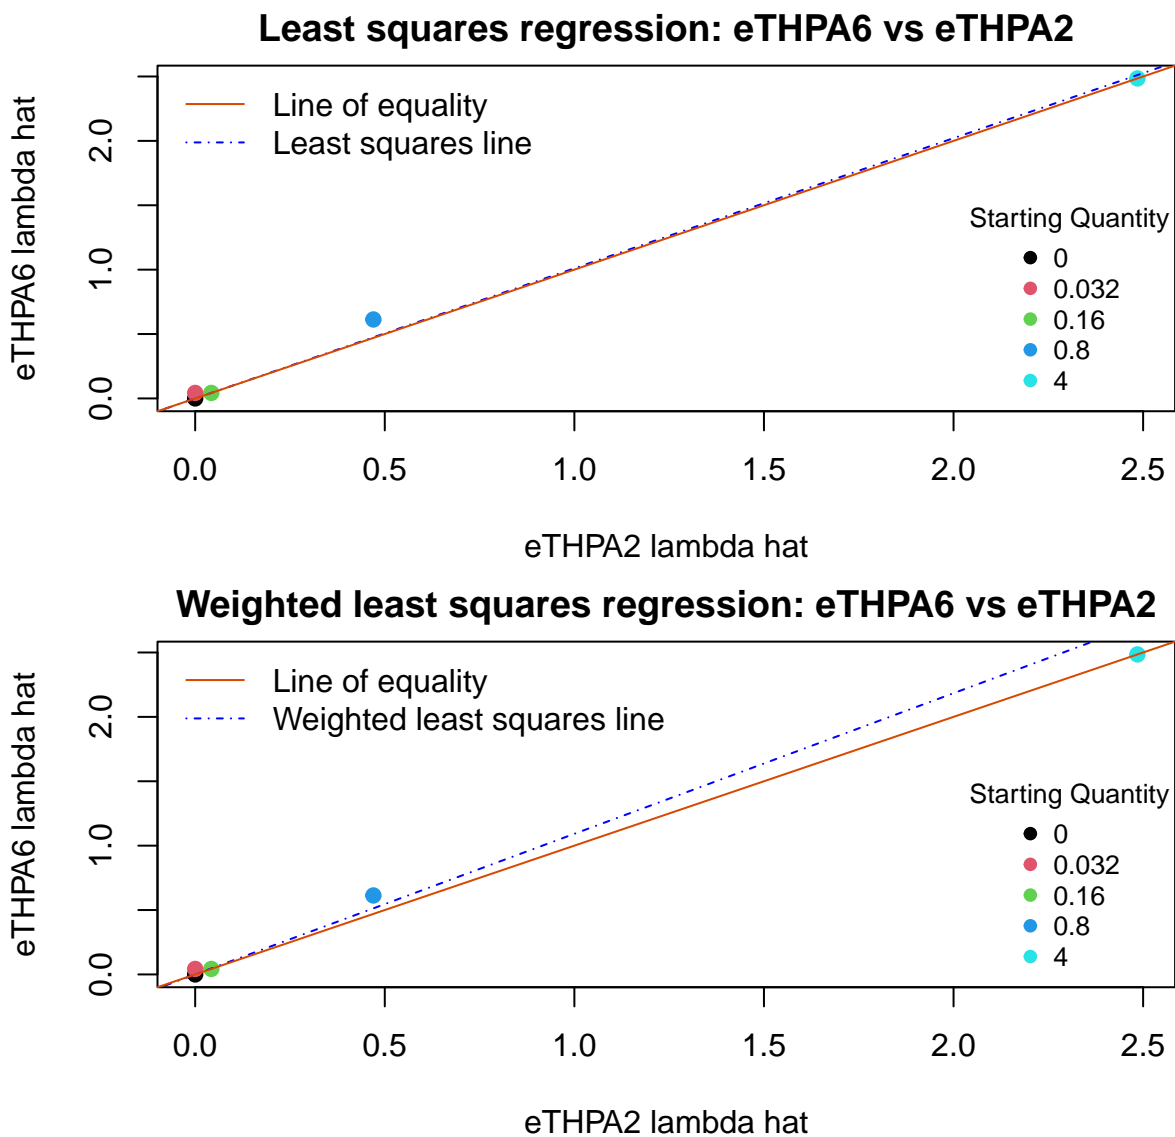 Least squares regression: eTHPA6 vs eTHPA2
Line of equality
Least squares line
eTHPA6 lambda hat
2.0
1.0
0.0
Starting Quantity
0
0.032
0.16
0.8
4
0.0 0.5 1.0 1.5 2.0 2.5
eTHPA2 lambda hat
Weighted least squares regression: eTHPA6 vs eTHPA2
Line of equality
Weighted least squares line
eTHPA6 lambda hat
2.0
1.0
0.0
Starting Quantity
0
0.032
0.16
0.8
4
0.0 0.5 1.0 1.5 2.0 2.5
eTHPA2 lambda hat